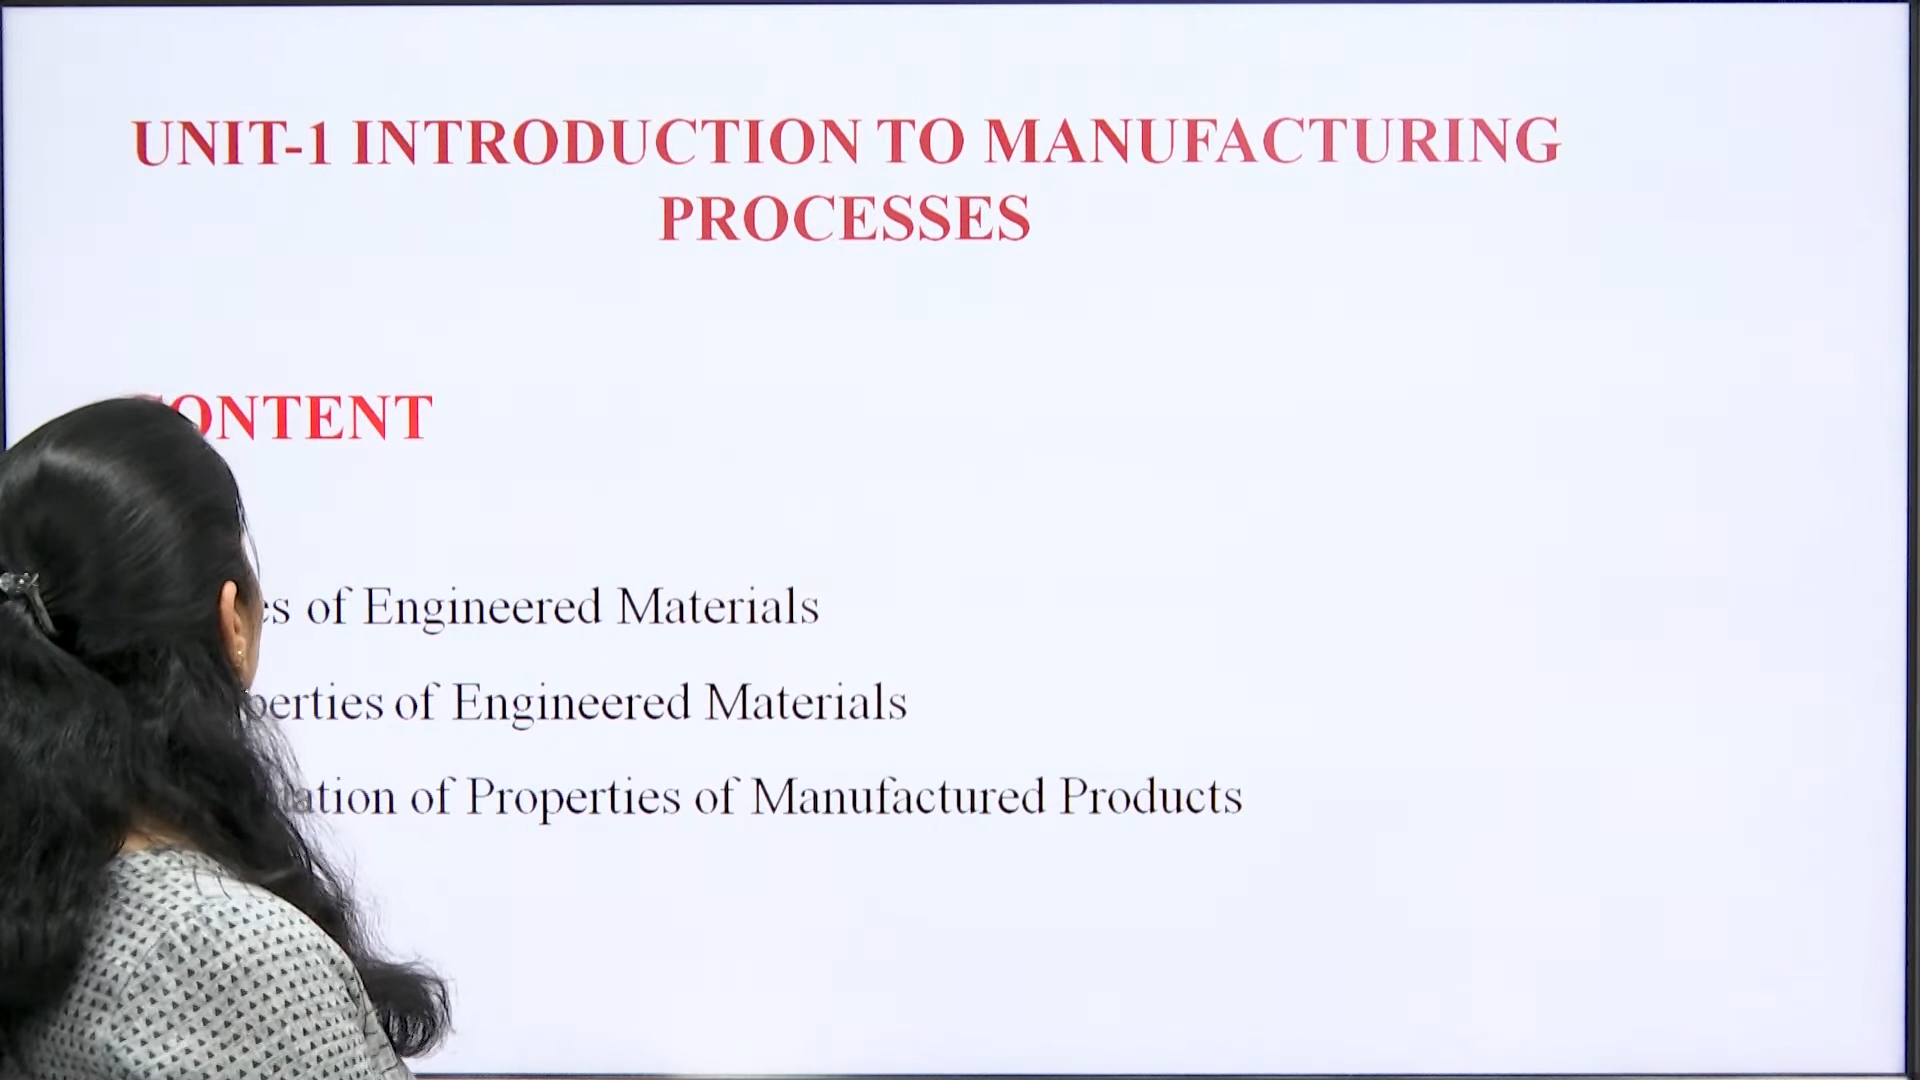 UNIT-1 INTRODUCTION TO MANUFACTURING
PROCESSES
CONTENT
of Engineered Materials
of Engineered Materials
of Properties of Manufactured Products